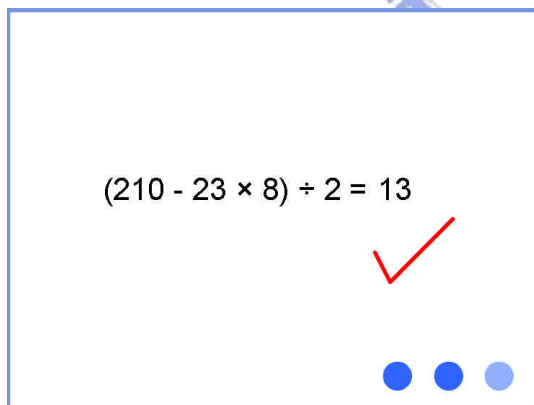 (210 - 23 × 8) ÷ 2 = 13